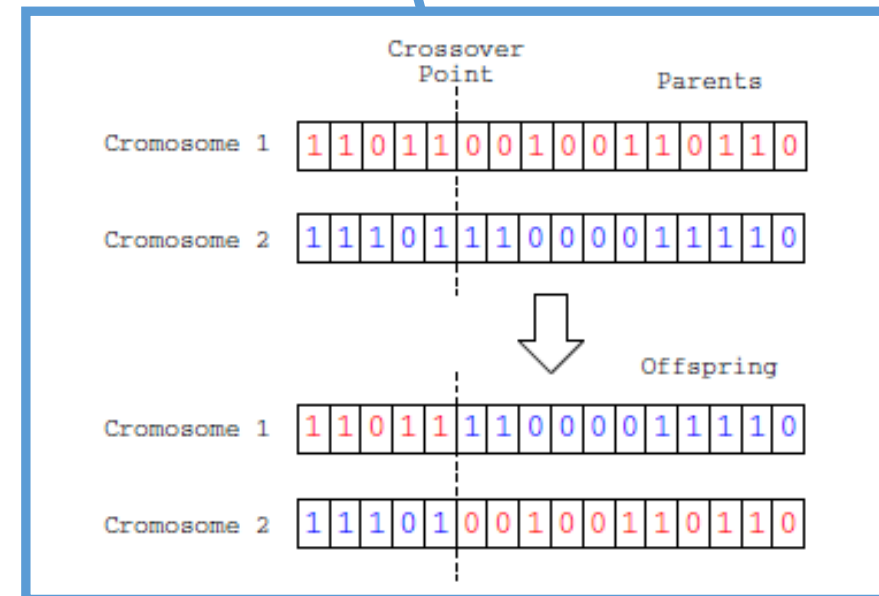 Crossover
Point
Parents
Cromosome 1 1 1 0 1 1 0 0 1 0 0 1 1 0 1 1 0
Cromosome 2 1 1 1 0 1 1 1 0 0 0 0 1 1 1 1 0
Offspring
Cromosome 1 1 1 0 1 1 1 1 0 0 0 0 1 1 1 1 0
Cromosome 2 1 1 1 0 1 0 0 1 0 0 1 1 0 1 1 0